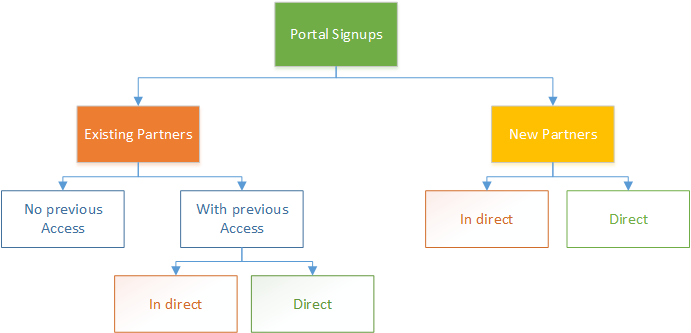 Portal Signups
Existing Partners
New Partners
No previous
Access
With previous
Access
In direct
Direct
In direct
Direct